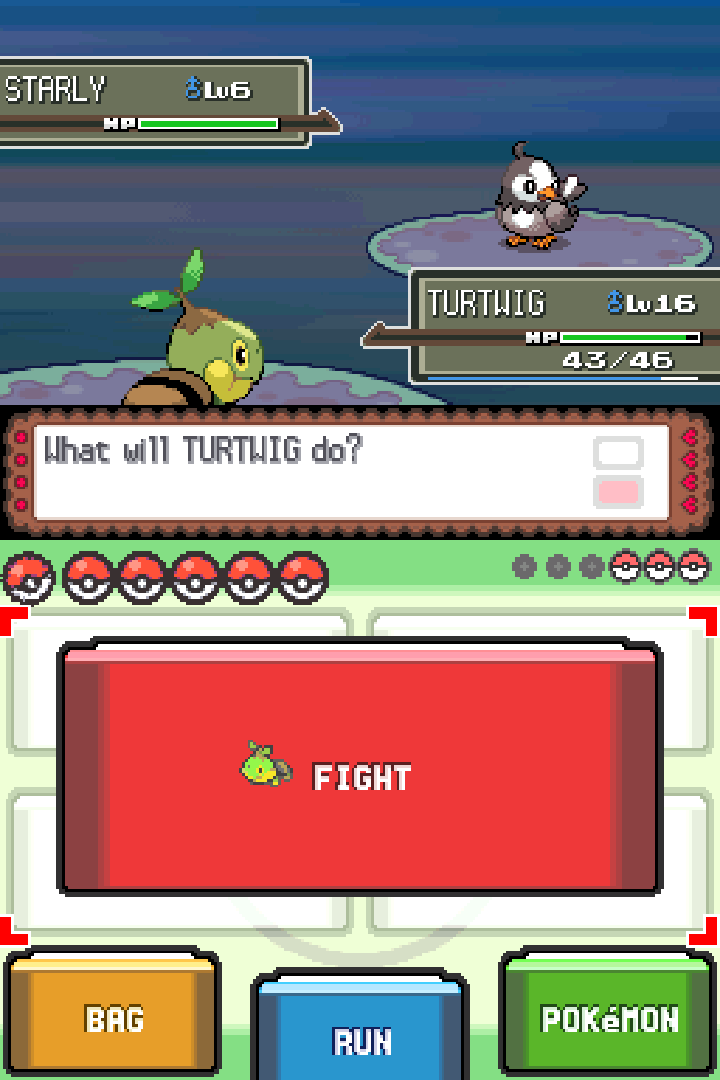 STARLY ♂Lv6
HP
TURTWIG ♂Lv16
HP
43/46
What will TURTWIG do?
FIGHT
BAG
RUN
POKéMON